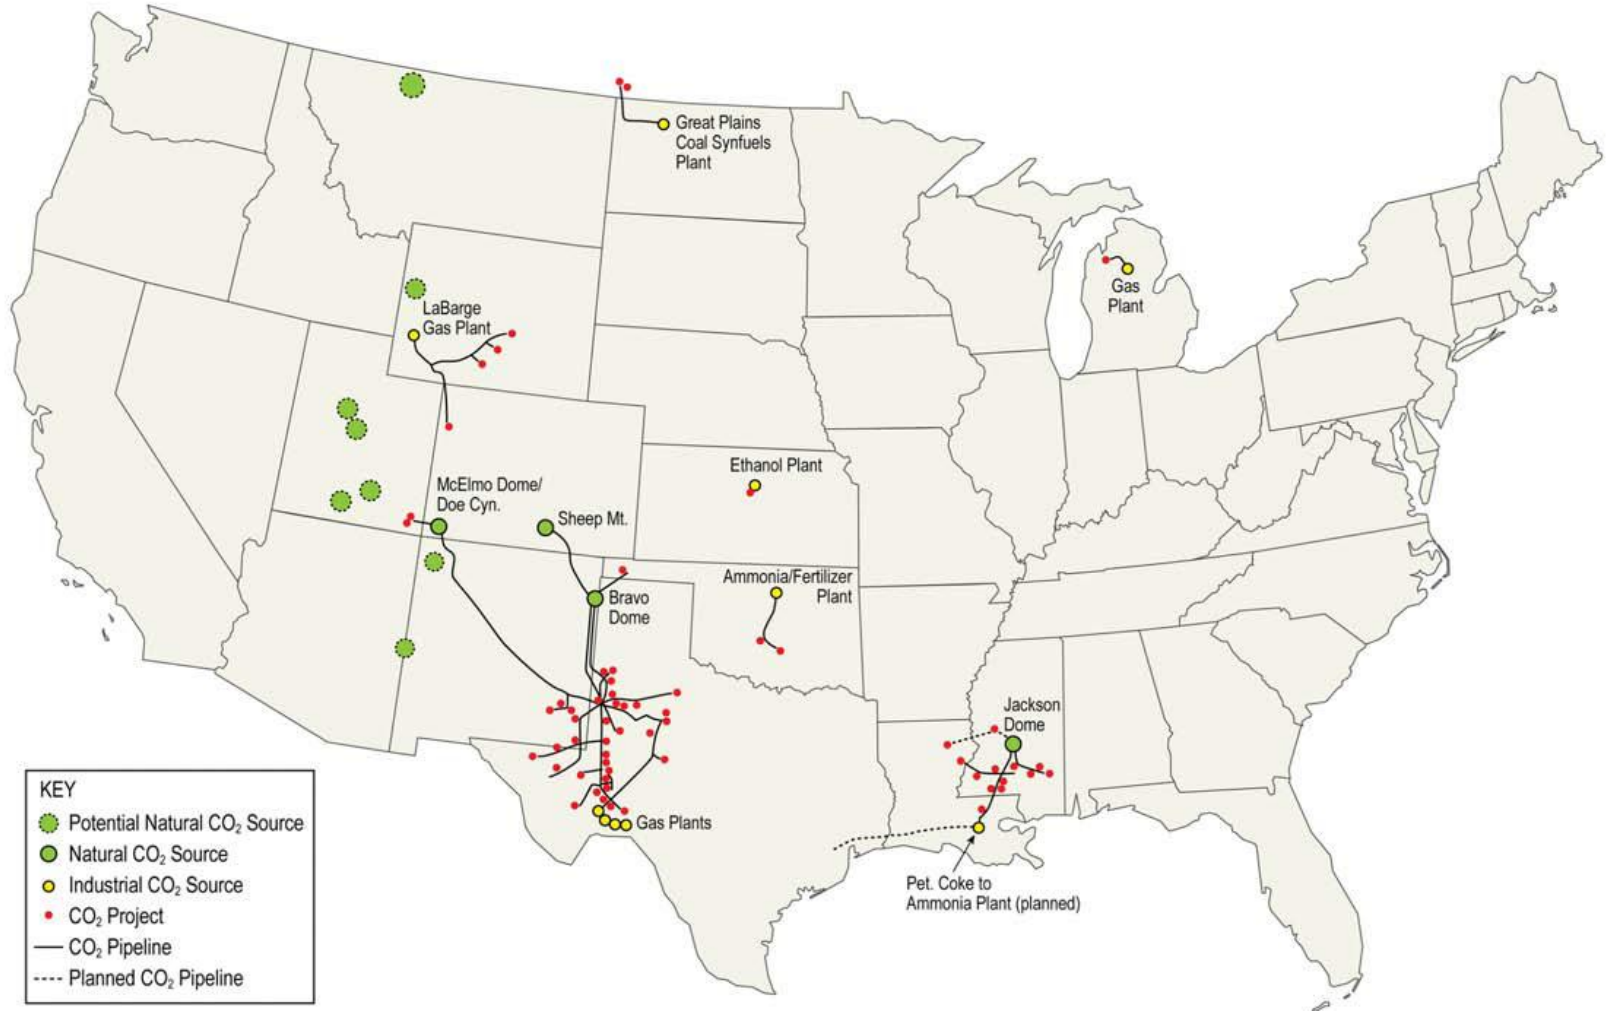 Great Plains
Coal Synfuels
Plant
Gas
Plant
LaBarge
Gas Plant
Ethanol Plant
McElmo Dome/
Doe Cyn.
Sheep Mt.
Ammonia/Fertilizer
Plant
Bravo
Dome
Jackson
Dome
Gas Plants
Pet. Coke to
Ammonia Plant (planned)
KEY
Potential Natural CO₂ Source
Natural CO₂ Source
Industrial CO₂ Source
CO₂ Project
CO₂ Pipeline
Planned CO₂ Pipeline